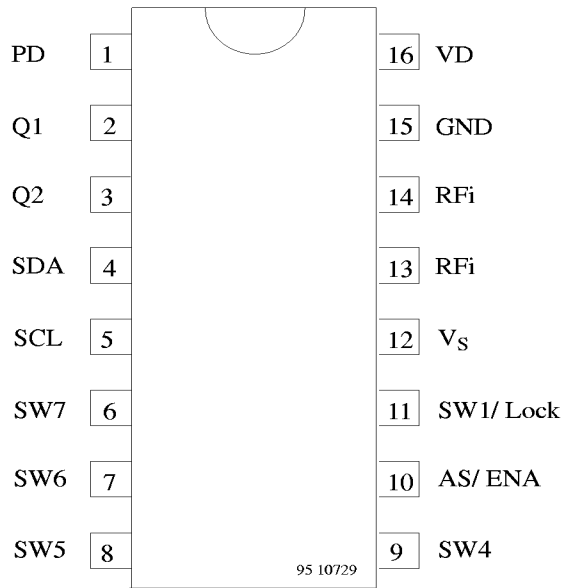 PD 1 16 VD
Q1 2 15 GND
Q2 3 14 RFi
SDA 4 13 RFi
SCL 5 12 VS
SW7 6 11 SW1/ Lock
SW6 7 10 AS/ ENA
SW5 8 9 SW4
95 10729